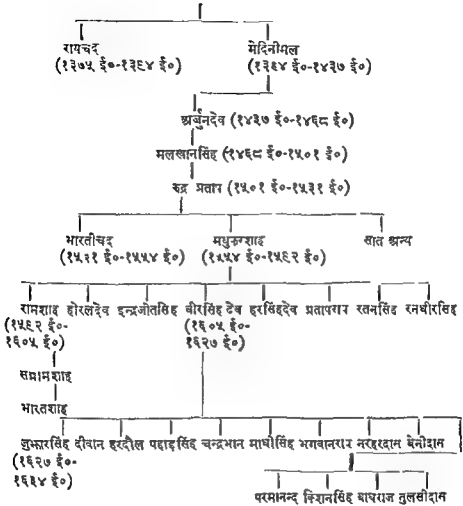 रायचद मेदिनीमल
(१३७५ ई०-१३९४ ई०) (१३९४ ई०-१४३७ ई०)
अर्जुनदेव (१४३७ ई०-१४६८ ई०)
मलखानसिंह (१४६८ ई०-१५०१ ई०)
रुद्र प्रताप (१५०१ ई०-१५३१ ई०)
भारतीचद मधुकरशाह सात अन्य
(१५३१ ई०-१५५४ ई०) (१५५४ ई०-१५९२ ई०)
रामशाह होरलदेव इन्द्रजीतसिंह वीरसिंह देव हरसिंहदेव प्रतापराव रतनसिंह रनधीरसिंह
(१५९२ ई०- (१६०५ ई०-
१६०५ ई०) १६२७ ई०)
सग्रामशाह
भारतशाह
जुझारसिंह दीवान हरदौल पहाड़सिंह चन्द्रभान माधोसिंह भगवानराव नरहरदास बेनीदास
(१६२७ ई०-
१६३४ ई०)
परमानन्द किशनसिंह बाघराज तुलसीदास